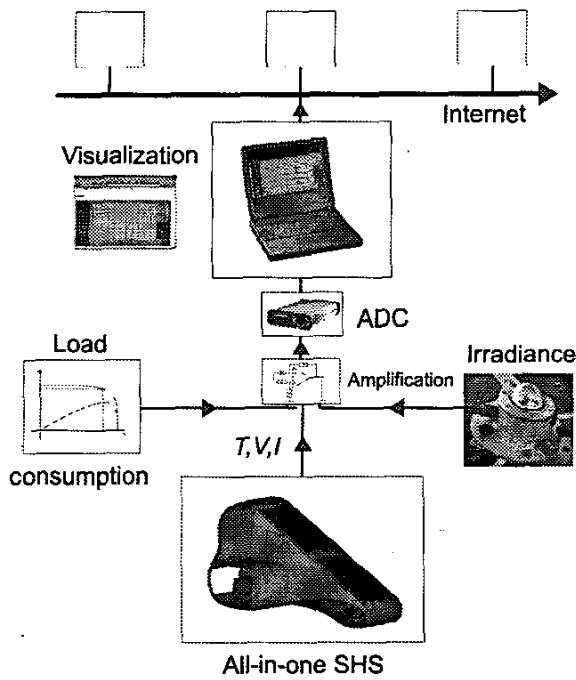 Internet
Visualization
ADC
Load
Amplification
Irradiance
consumption
T,V,I
All-in-one SHS